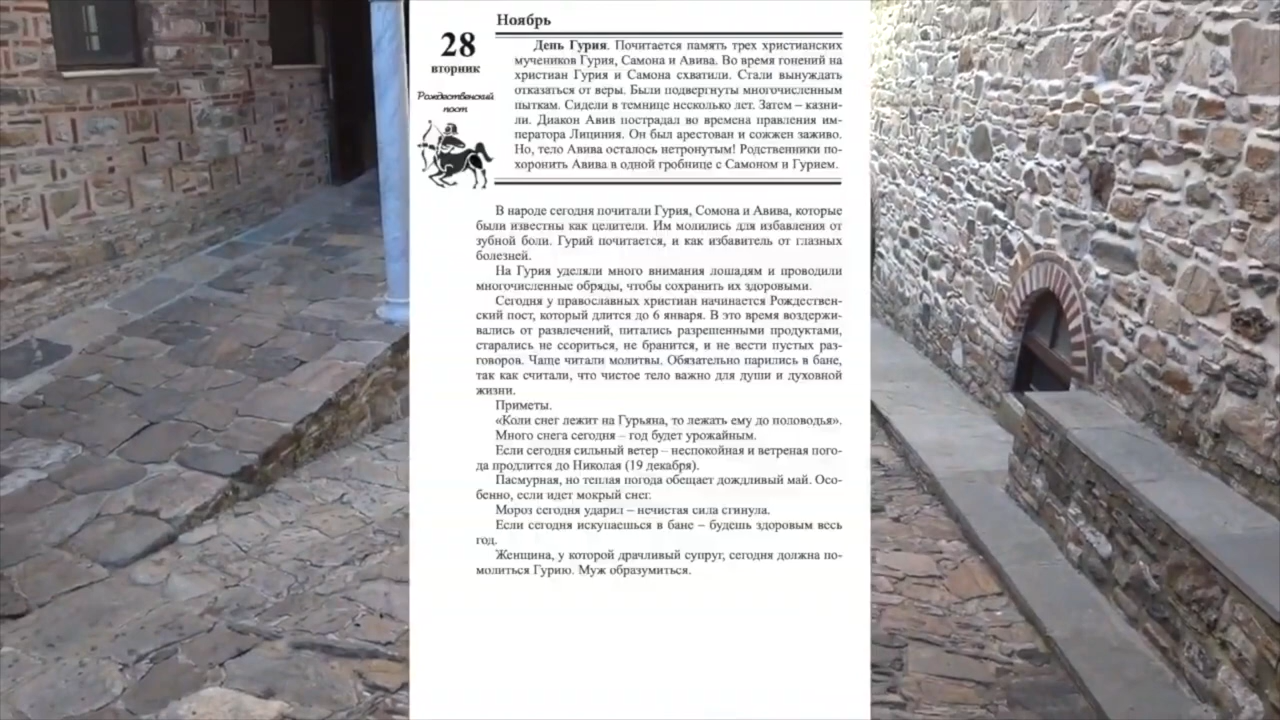 Ноябрь
28
вторник
Рождественский
пост
День Гурия. Почитается память трех христианских
мучеников Гурия, Самона и Авива. Во время гонений на
христиан Гурия и Самона схватили. Стали вынуждать
отказаться от веры. Были подвергнуты многочисленным
пыткам. Сидели в темнице несколько лет. Затем – казни-
ли. Диакон Авив пострадал во времена правления им-
ператора Лициния. Он был арестован и сожжен заживо.
Но, тело Авива осталось нетронутым! Родственники по-
хоронить Авива в одной гробнице с Самоном и Гурием.
В народе сегодня почитали Гурия, Сомона и Авива, которые
были известны как целители. Им молились для избавления от
зубной боли. Гурий почитается, и как избавитель от глазных
болезней.
На Гурия уделяли много внимания лошадям и проводили
многочисленные обряды, чтобы сохранить их здоровыми.
Сегодня у православных христиан начинается Рождествен-
ский пост, который длится до 6 января. В это время воздержи-
вались от развлечений, питались разрешенными продуктами,
старались не ссориться, не бранится, и не вести пустых раз-
говоров. Чаще читали молитвы. Обязательно парились в бане,
так как считали, что чистое тело важно для души и духовной
жизни.
Приметы.
«Коли снег лежит на Гурьяна, то лежать ему до половодья».
Много снега сегодня – год будет урожайным.
Если сегодня сильный ветер – неспокойная и ветреная пого-
да продлится до Николая (19 декабря).
Пасмурная, но теплая погода обещает дождливый май. Осо-
бенно, если идет мокрый снег.
Мороз сегодня ударил – нечистая сила сгинула.
Если сегодня искупаешься в бане – будешь здоровым весь
год.
Женщина, у которой драчливый супруг, сегодня должна по-
молиться Гурию. Муж образумиться.